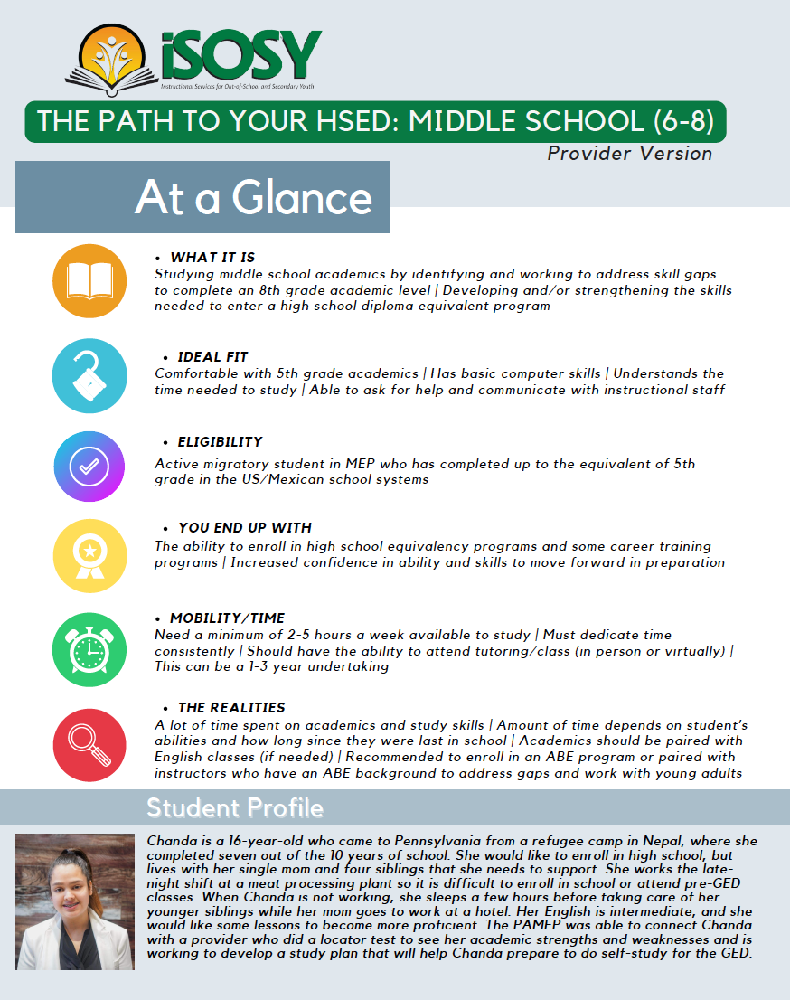 iSOSY
Instructional Services for Out-of-School and Secondary Youth
THE PATH TO YOUR HSED: MIDDLE SCHOOL (6-8)
Provider Version
At a Glance
• WHAT IT IS
Studying middle school academics by identifying and working to address skill gaps
to complete an 8th grade academic level | Developing and/or strengthening the skills
needed to enter a high school diploma equivalent program
• IDEAL FIT
Comfortable with 5th grade academics | Has basic computer skills | Understands the
time needed to study | Able to ask for help and communicate with instructional staff
• ELIGIBILITY
Active migratory student in MEP who has completed up to the equivalent of 5th
grade in the US/Mexican school systems
• YOU END UP WITH
The ability to enroll in high school equivalency programs and some career training
programs | Increased confidence in ability and skills to move forward in preparation
• MOBILITY/TIME
Need a minimum of 2-5 hours a week available to study | Must dedicate time
consistently | Should have the ability to attend tutoring/class (in person or virtually) |
This can be a 1-3 year undertaking
• THE REALITIES
A lot of time spent on academics and study skills | Amount of time depends on student's
abilities and how long since they were last in school | Academics should be paired with
English classes (if needed) | Recommended to enroll in an ABE program or paired with
instructors who have an ABE background to address gaps and work with young adults
Student Profile
Chanda is a 16-year-old who came to Pennsylvania from a refugee camp in Nepal, where she
completed seven out of the 10 years of school. She would like to enroll in high school, but
lives with her single mom and four siblings that she needs to support. She works the late-
night shift at a meat processing plant so it is difficult to enroll in school or attend pre-GED
classes. When Chanda is not working, she sleeps a few hours before taking care of her
younger siblings while her mom goes to work at a hotel. Her English is intermediate, and she
would like some lessons to become more proficient. The PAMEP was able to connect Chanda
with a provider who did a locator test to see her academic strengths and weaknesses and is
working to develop a study plan that will help Chanda prepare to do self-study for the GED.